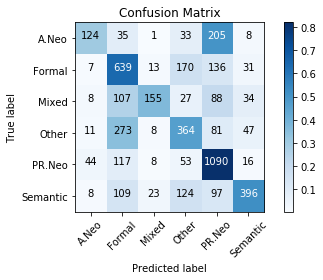 Confusion Matrix
True label
A.Neo 124 35 1 33 205 8
Formal 7 639 13 170 136 31
Mixed 8 107 155 27 88 34
Other 11 273 8 364 81 47
PR.Neo 44 117 8 53 1090 16
Semantic 8 109 23 124 97 396
A.Neo Formal Mixed Other PR.Neo Semantic
Predicted label
0.8
0.7
0.6
0.5
0.4
0.3
0.2
0.1